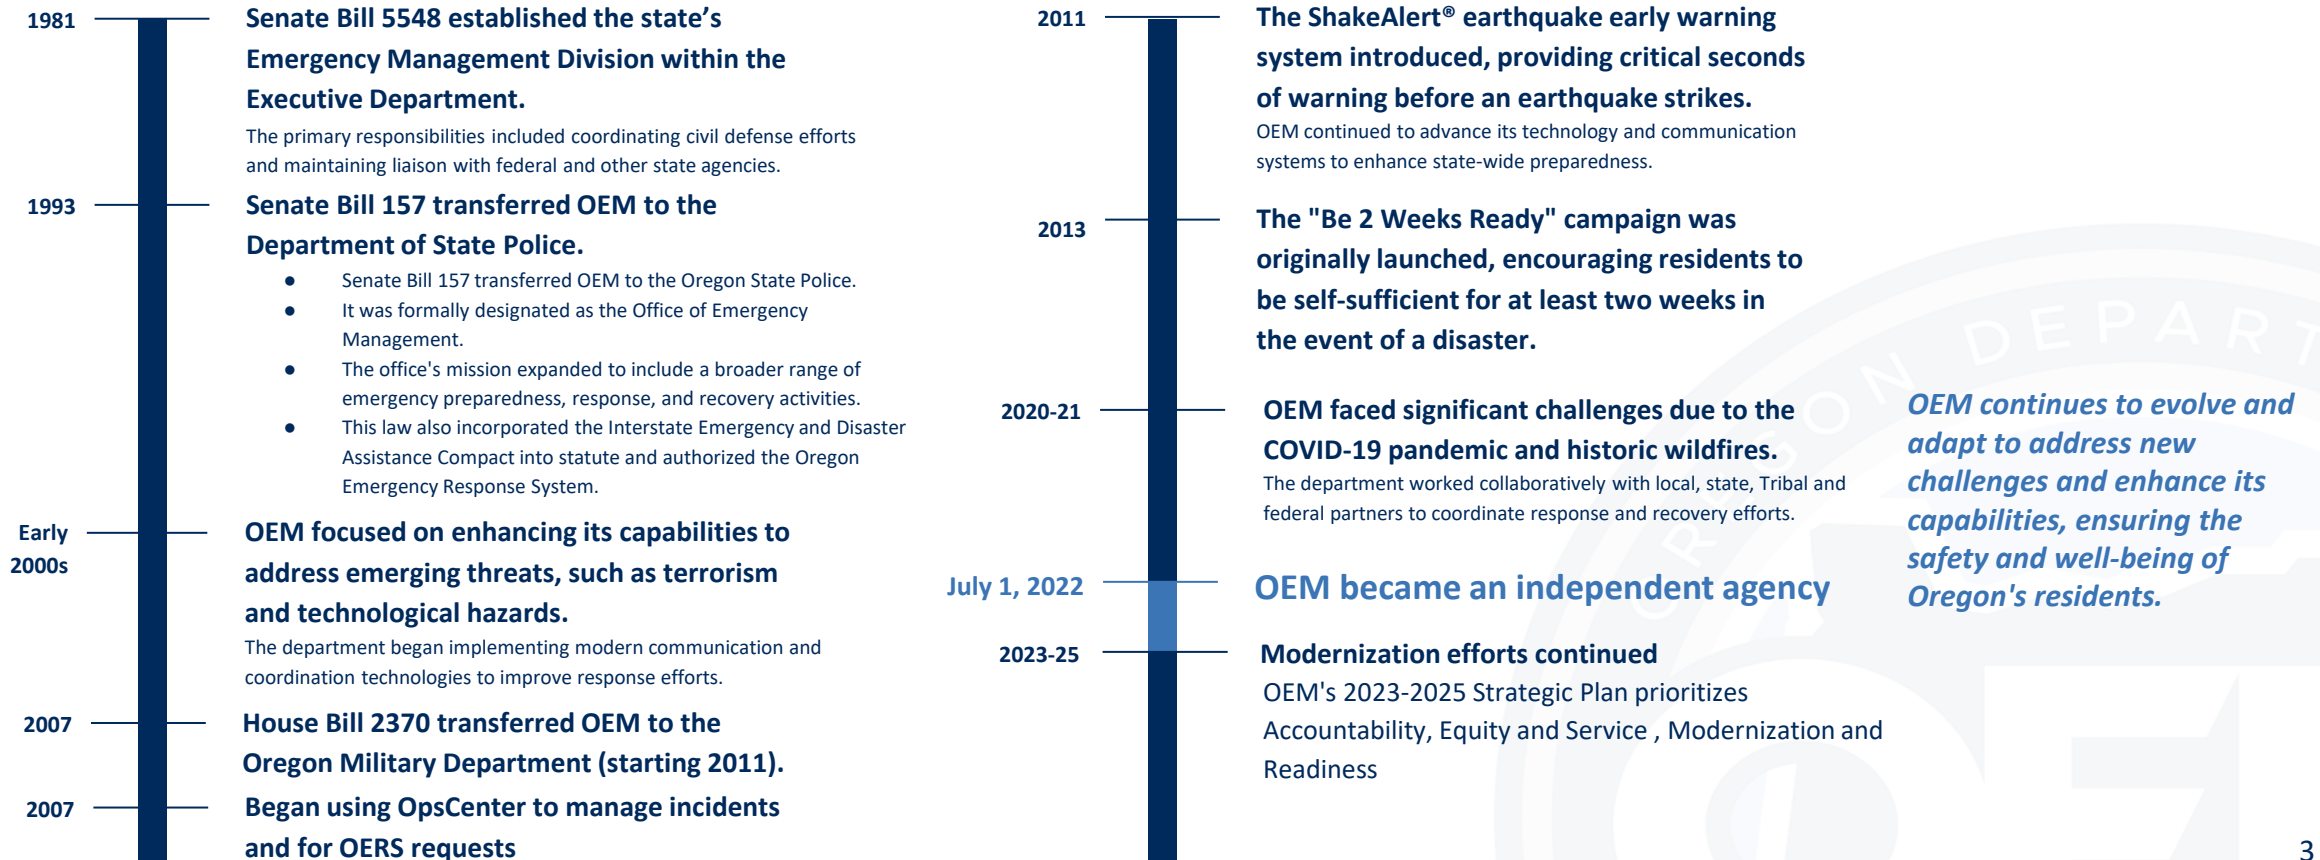 1981
Senate Bill 5548 established the state’s
Emergency Management Division within the
Executive Department.
The primary responsibilities included coordinating civil defense efforts
and maintaining liaison with federal and other state agencies.
1993
Senate Bill 157 transferred OEM to the
Department of State Police.
● Senate Bill 157 transferred OEM to the Oregon State Police.
● It was formally designated as the Office of Emergency
Management.
● The office's mission expanded to include a broader range of
emergency preparedness, response, and recovery activities.
● This law also incorporated the Interstate Emergency and Disaster
Assistance Compact into statute and authorized the Oregon
Emergency Response System.
Early
2000s
OEM focused on enhancing its capabilities to
address emerging threats, such as terrorism
and technological hazards.
The department began implementing modern communication and
coordination technologies to improve response efforts.
2007
House Bill 2370 transferred OEM to the
Oregon Military Department (starting 2011).
2007
Began using OpsCenter to manage incidents
and for OERS requests
2011
The ShakeAlert® earthquake early warning
system introduced, providing critical seconds
of warning before an earthquake strikes.
OEM continued to advance its technology and communication
systems to enhance state-wide preparedness.
2013
The "Be 2 Weeks Ready" campaign was
originally launched, encouraging residents to
be self-sufficient for at least two weeks in
the event of a disaster.
2020-21
OEM faced significant challenges due to the
COVID-19 pandemic and historic wildfires.
The department worked collaboratively with local, state, Tribal and
federal partners to coordinate response and recovery efforts.
July 1, 2022
OEM became an independent agency
2023-25
Modernization efforts continued
OEM's 2023-2025 Strategic Plan prioritizes
Accountability, Equity and Service , Modernization and
Readiness
OEM continues to evolve and
adapt to address new
challenges and enhance its
capabilities, ensuring the
safety and well-being of
Oregon's residents.
OREGON DEPART
3